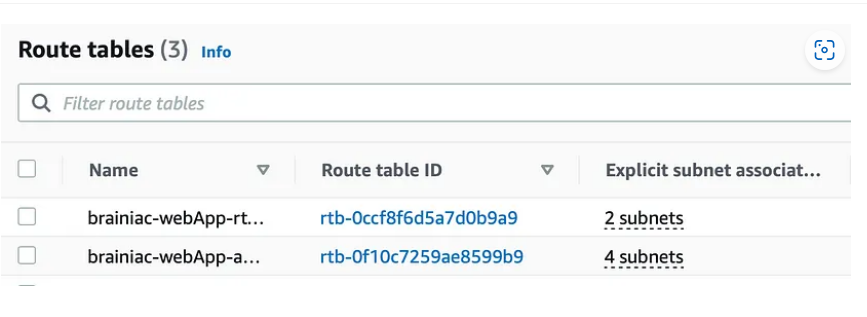 Route tables (3) Info
Filter route tables
Name Route table ID Explicit subnet associat...
brainiac-webApp-rt... rtb-0ccf8f6d5a7d0b9a9 2 subnets
brainiac-webApp-a... rtb-0f10c7259ae8599b9 4 subnets